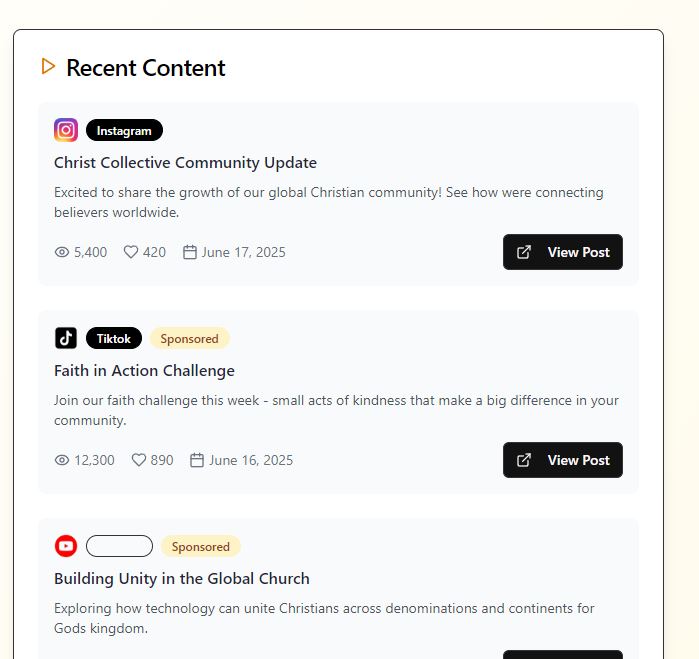 Recent Content
Instagram
Christ Collective Community Update
Excited to share the growth of our global Christian community! See how were connecting
believers worldwide.
5,400 420 June 17, 2025 View Post
Tiktok Sponsored
Faith in Action Challenge
Join our faith challenge this week - small acts of kindness that make a big difference in your
community.
12,300 890 June 16, 2025 View Post
Sponsored
Building Unity in the Global Church
Exploring how technology can unite Christians across denominations and continents for
Gods kingdom.